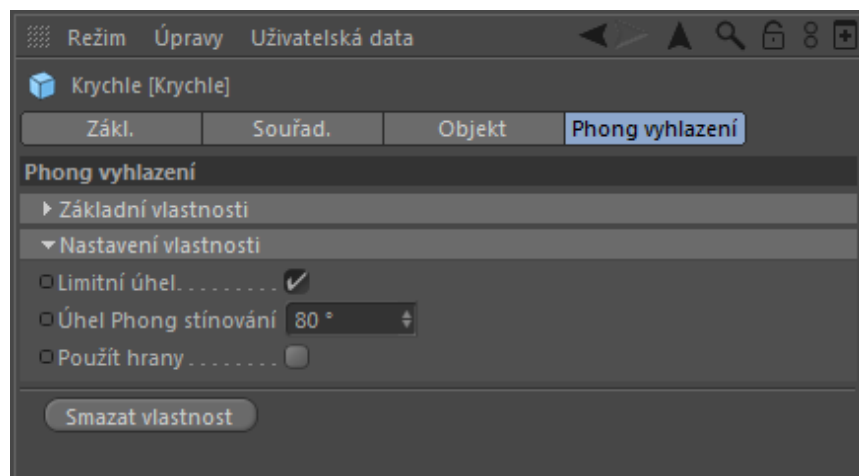 Režim Úpravy Uživatelská data
Krychle [Krychle]
Zákl. Souřad. Objekt Phong vyhlazení
Phong vyhlazení
Základní vlastnosti
Nastavení vlastnosti
Limitní úhel. . . . . . . . .
Úhel Phong stínování 80 °
Použít hrany . . . . . . . .
Smazat vlastnost